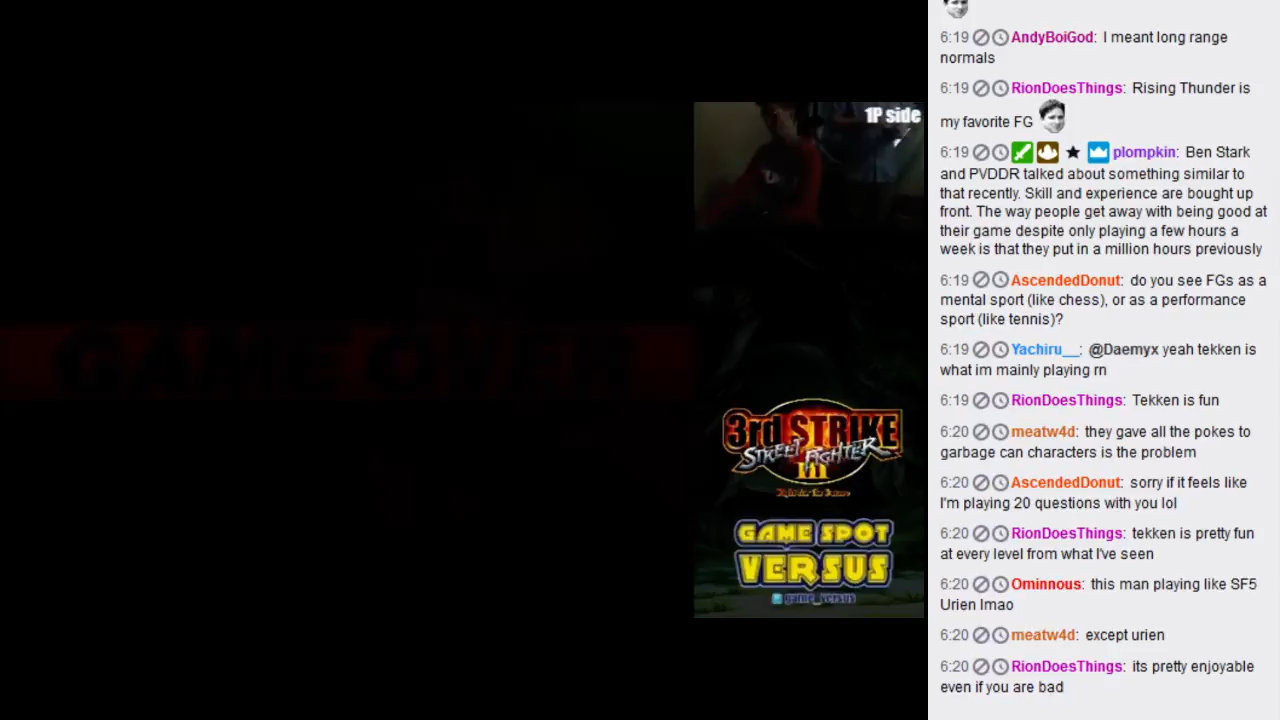 GAME OVER
1P side
3rd STRIKE
STREET FIGHTER
III
GAME SPOT
VERSUS
game_versus
6:19 AndyBoiGod: I meant long range
normals
6:19 RionDoesThings: Rising Thunder is
my favorite FG
6:19 plompkin: Ben Stark
and PVDDR talked about something similar to
that recently. Skill and experience are bought up
front. The way people get away with being good at
their game despite only playing a few hours a
week is that they put in a million hours previously
6:19 AscendedDonut: do you see FGs as a
mental sport (like chess), or as a performance
sport (like tennis)?
6:19 Yachiru__: @Daemyx yeah tekken is
what im mainly playing rn
6:19 RionDoesThings: Tekken is fun
6:20 meatw4d: they gave all the pokes to
garbage can characters is the problem
6:20 AscendedDonut: sorry if it feels like
I'm playing 20 questions with you lol
6:20 RionDoesThings: tekken is pretty fun
at every level from what I've seen
6:20 Ominnous: this man playing like SF5
Urien lmao
6:20 meatw4d: except urien
6:20 RionDoesThings: its pretty enjoyable
even if you are bad